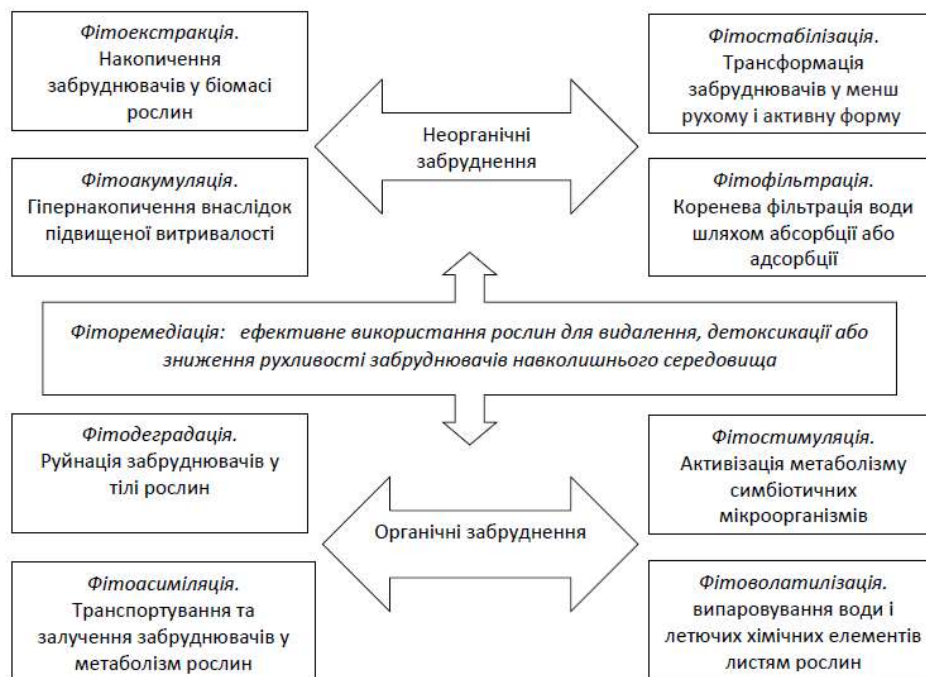 Фітоекстракція.
Накопичення
забруднювачів у біомасі
рослин
Фітостабілізація.
Трансформація
забруднювачів у менш
рухому і активну форму
Неорганічні
забруднення
Фітоакумуляція.
Гіпернакопичення внаслідок
підвищеної витривалості
Фітофільтрація.
Коренева фільтрація води
шляхом абсорбції або
адсорбції
Фіторемедіація: ефективне використання рослин для видалення, детоксикації або
зниження рухливості забруднювачів навколишнього середовища
Фітодеградація.
Руйнація забруднювачів у
тілі рослин
Фітостимуляція.
Активізація метаболізму
симбіотичних
мікроорганізмів
Органічні забруднення
Фітоасиміляція.
Транспортування та
залучення забруднювачів у
метаболізм рослин
Фітоволатилізація.
випаровування води і
летючих хімічних елементів
листям рослин